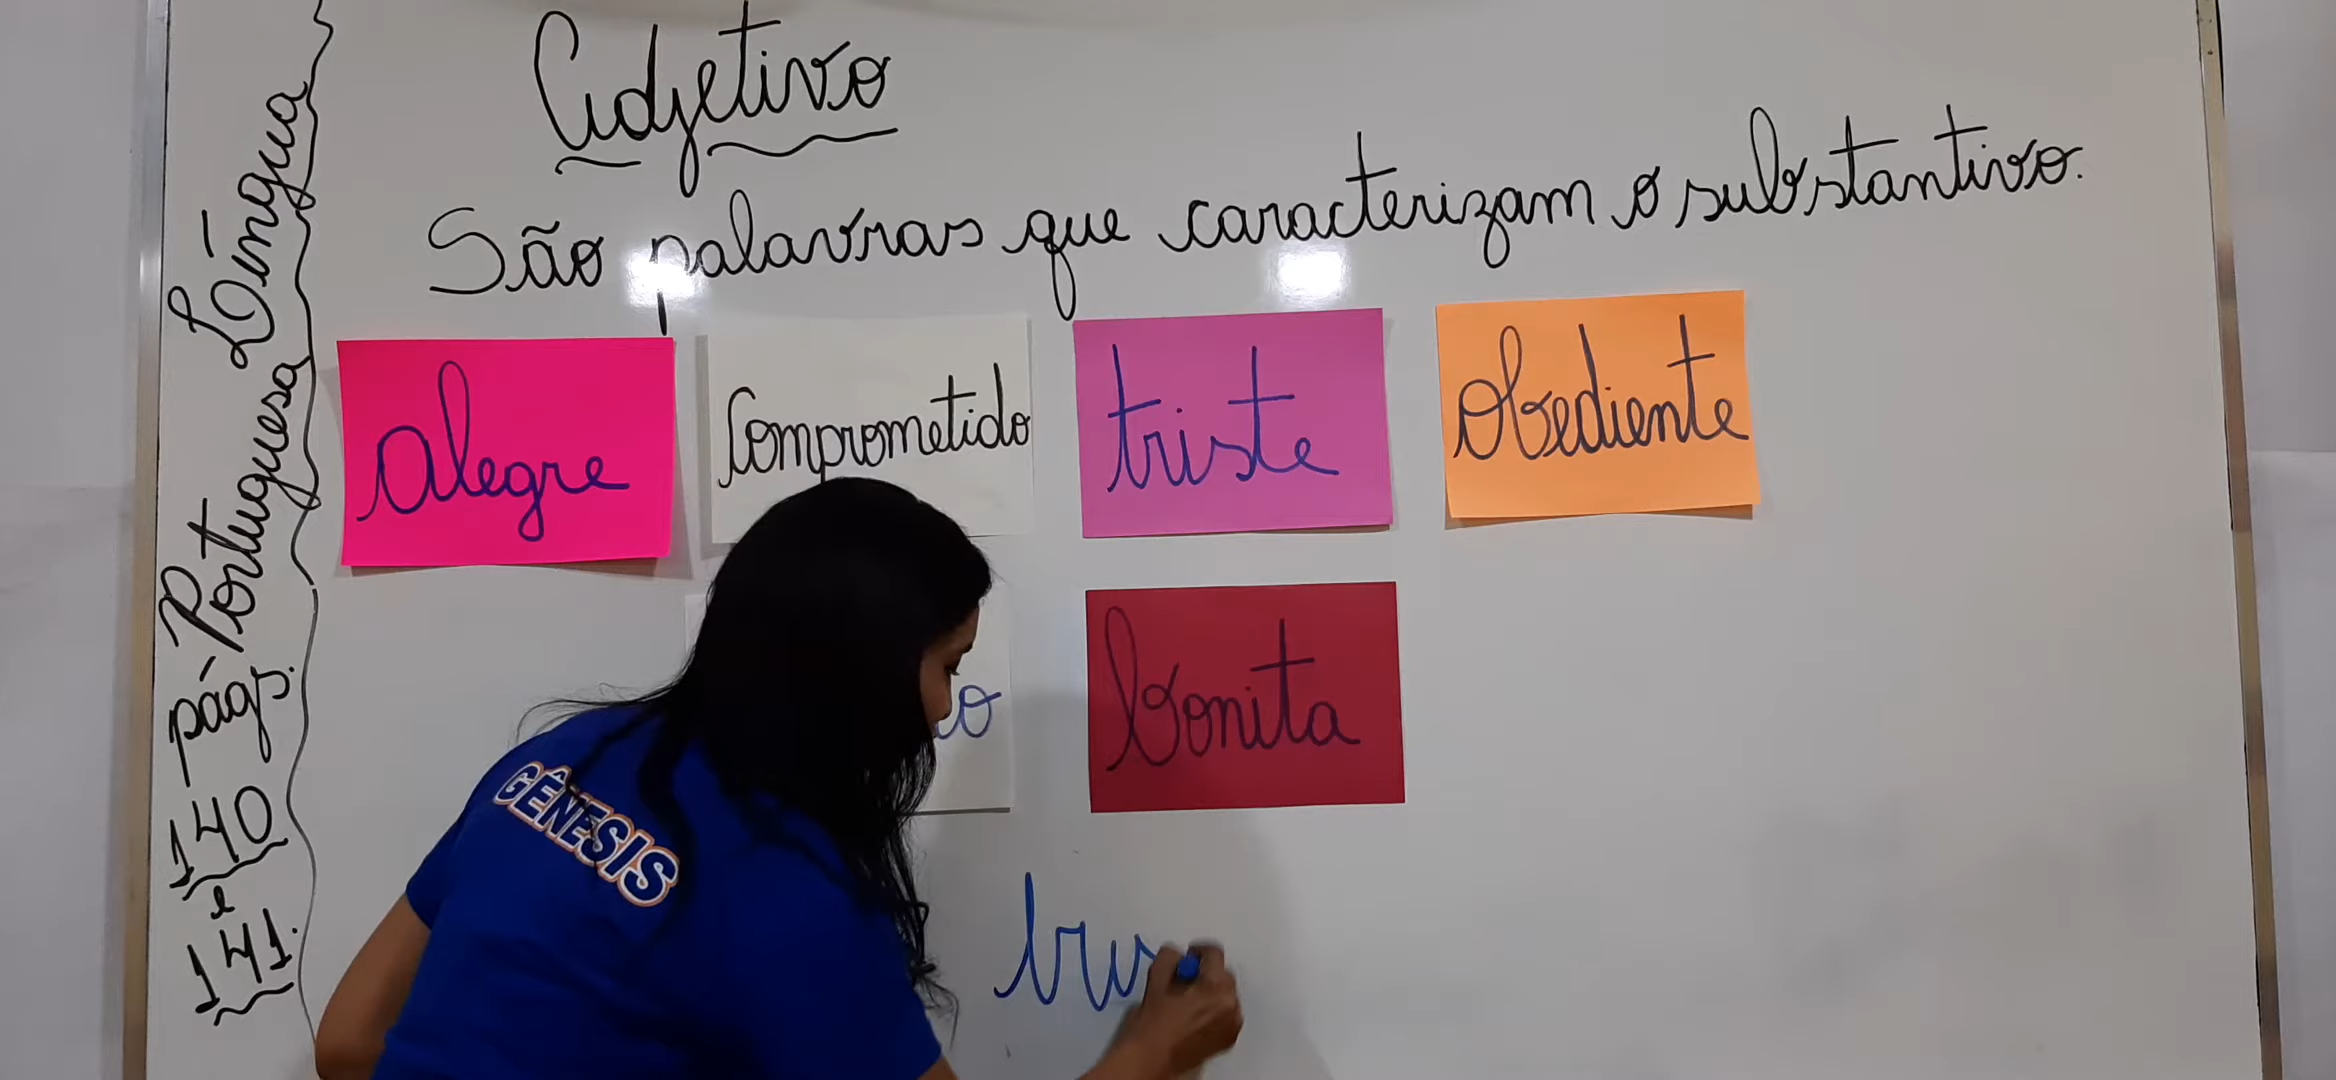 Língua
Portuguesa
págs.
140
e
141.
Adjetivo
São palavras que caracterizam o substantivo.
alegre
Comprometido
triste
Obediente
bonita
GÊNESIS